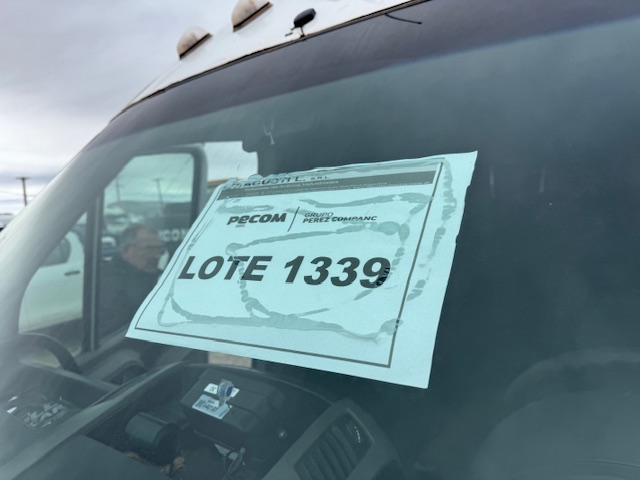 PECOM
GRUPO
PEREZ COMPANC
LOTE 1339